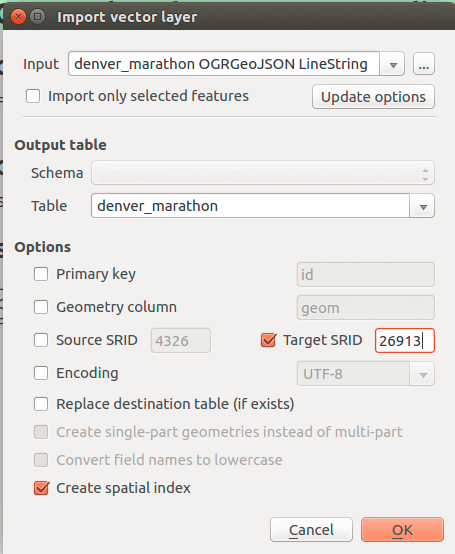 Import vector layer
Input denver_marathon OGRGeoJSON LineString ...
Import only selected features Update options
Output table
Schema
Table denver_marathon
Options
Primary key id
Geometry column geom
Source SRID 4326 Target SRID 26913
Encoding UTF-8
Replace destination table (if exists)
Create single-part geometries instead of multi-part
Convert field names to lowercase
Create spatial index
Cancel OK